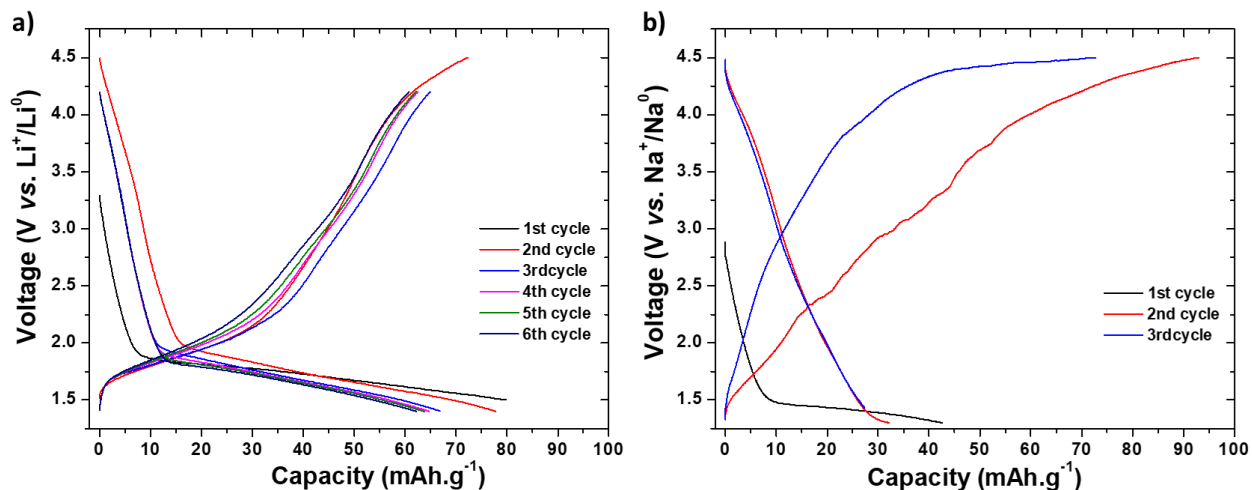 a)
Voltage (V vs. Li⁺/Li⁰)
4.5
4.0
3.5
3.0
2.5
2.0
1.5
1st cycle
2nd cycle
3rdcycle
4th cycle
5th cycle
6th cycle
0 10 20 30 40 50 60 70 80 90 100
Capacity (mAh.g⁻¹)
b)
Voltage (V vs. Na⁺/Na⁰)
4.5
4.0
3.5
3.0
2.5
2.0
1.5
1st cycle
2nd cycle
3rdcycle
0 10 20 30 40 50 60 70 80 90 100
Capacity (mAh.g⁻¹)